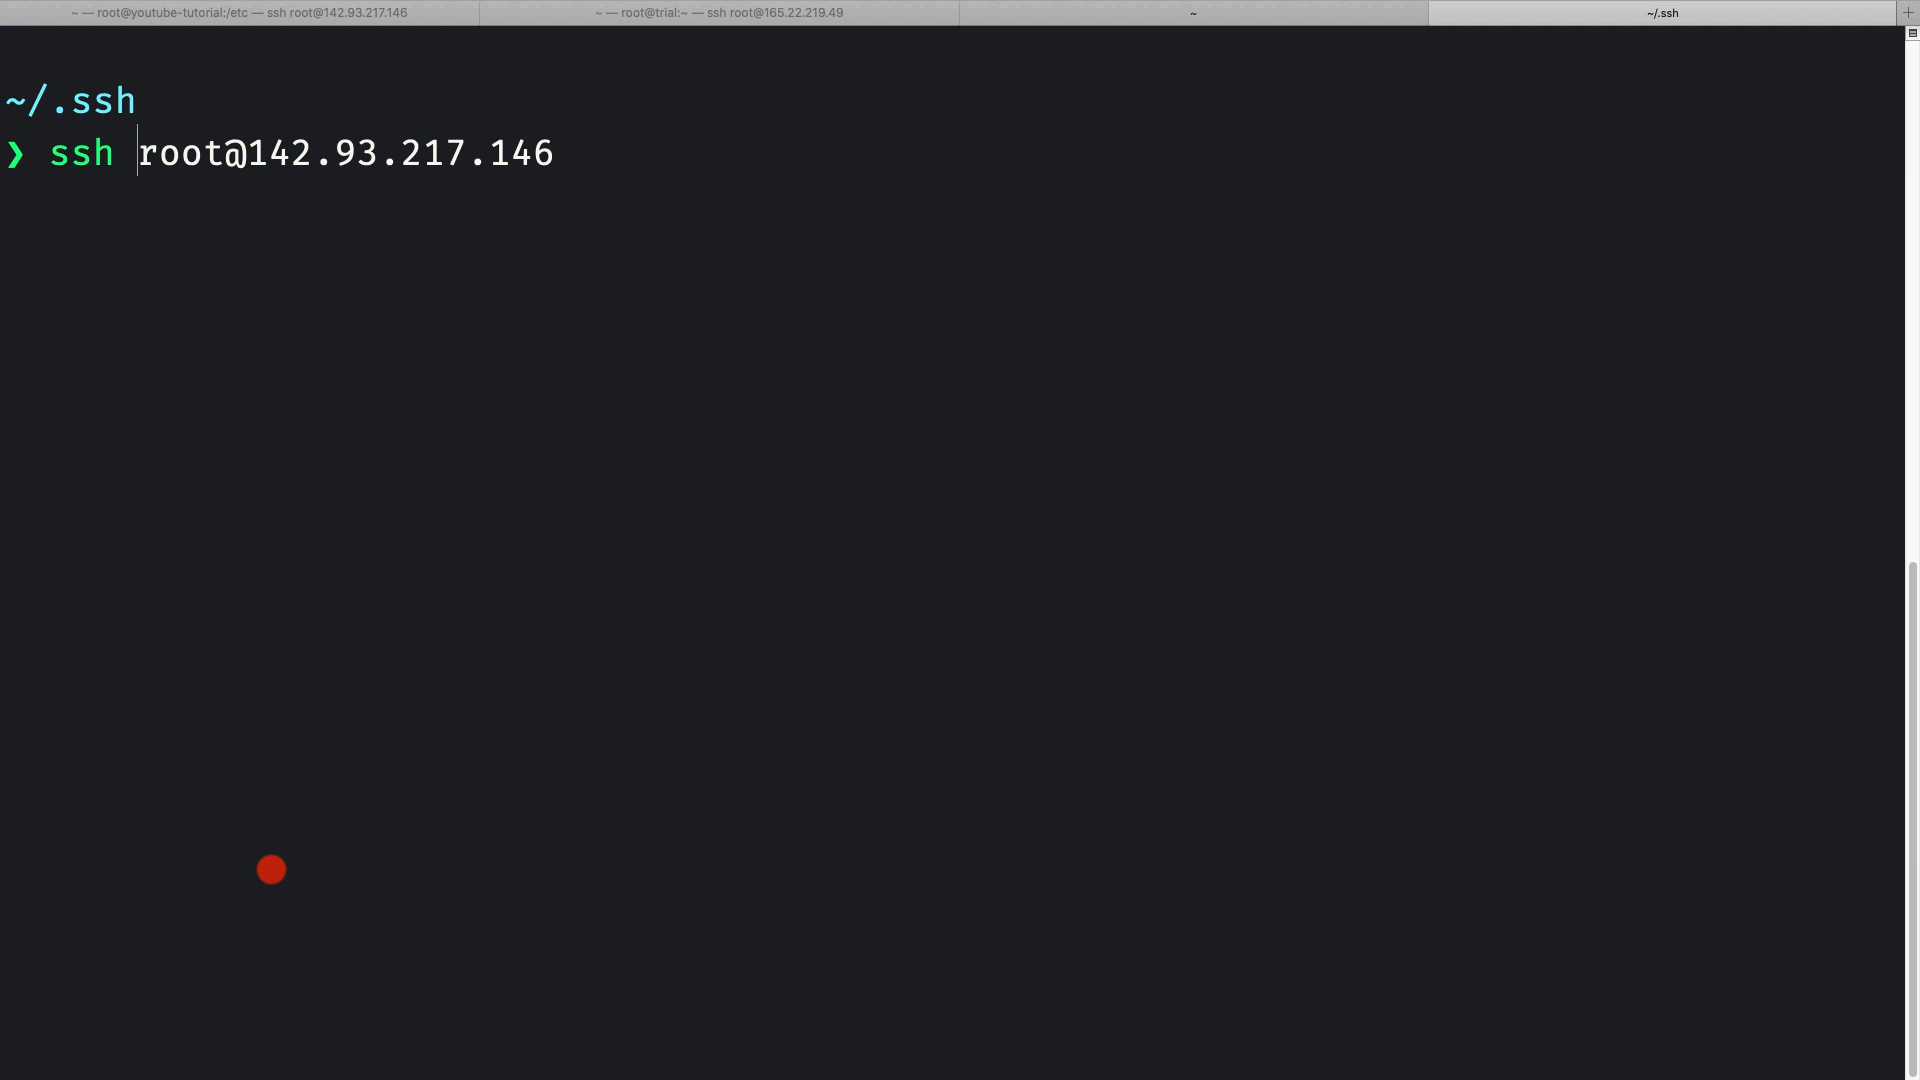 ~ — root@youtube-tutorial:/etc — ssh root@142.93.217.146
~ — root@trial:~ — ssh root@165.22.219.49
~
~/.ssh
+
~/.ssh
❯ ssh root@142.93.217.146